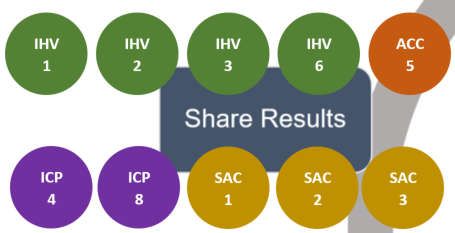 IHV
1
IHV
2
IHV
3
IHV
6
ACC
5
Share Results
ICP
4
ICP
8
SAC
1
SAC
2
SAC
3